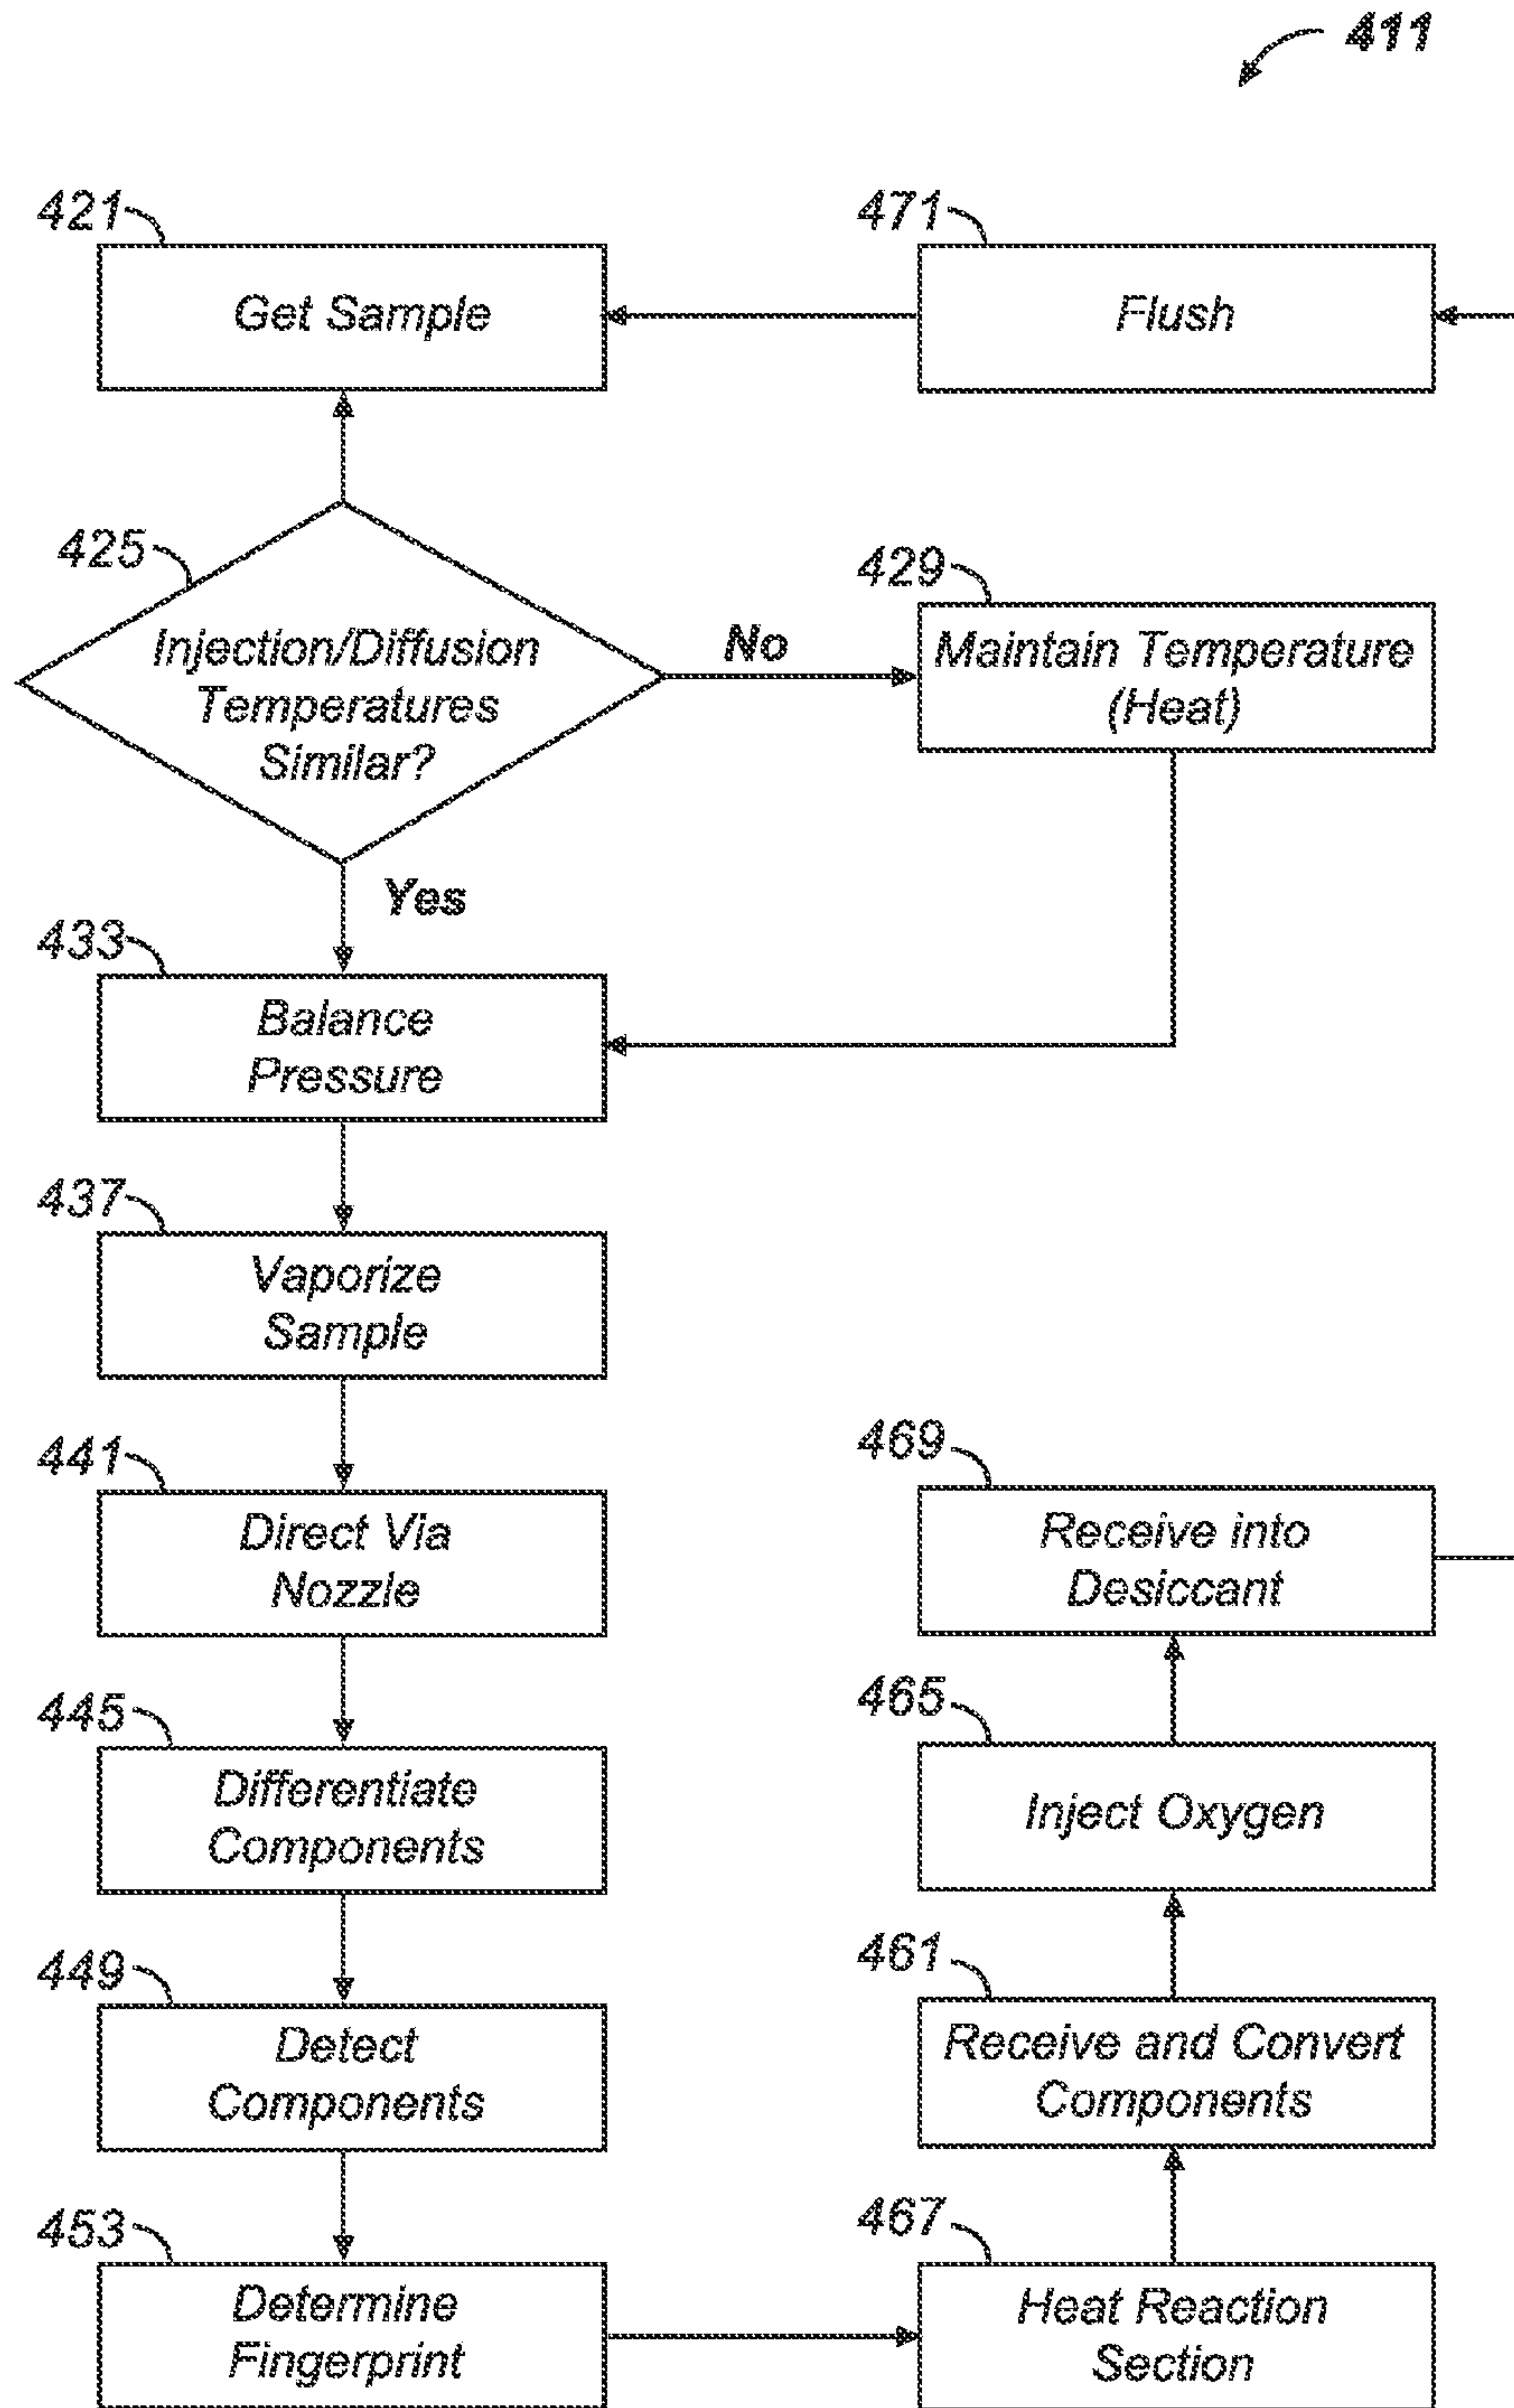 411
421
Get Sample
471
Flush
425
Injection/Diffusion
Temperatures
Similar?
No
429
Maintain Temperature
(Heat)
Yes
433
Balance
Pressure
437
Vaporize
Sample
441
Direct Via
Nozzle
469
Receive into
Desiccant
445
Differentiate
Components
465
Inject Oxygen
449
Detect
Components
461
Receive and Convert
Components
453
Determine
Fingerprint
467
Heat Reaction
Section